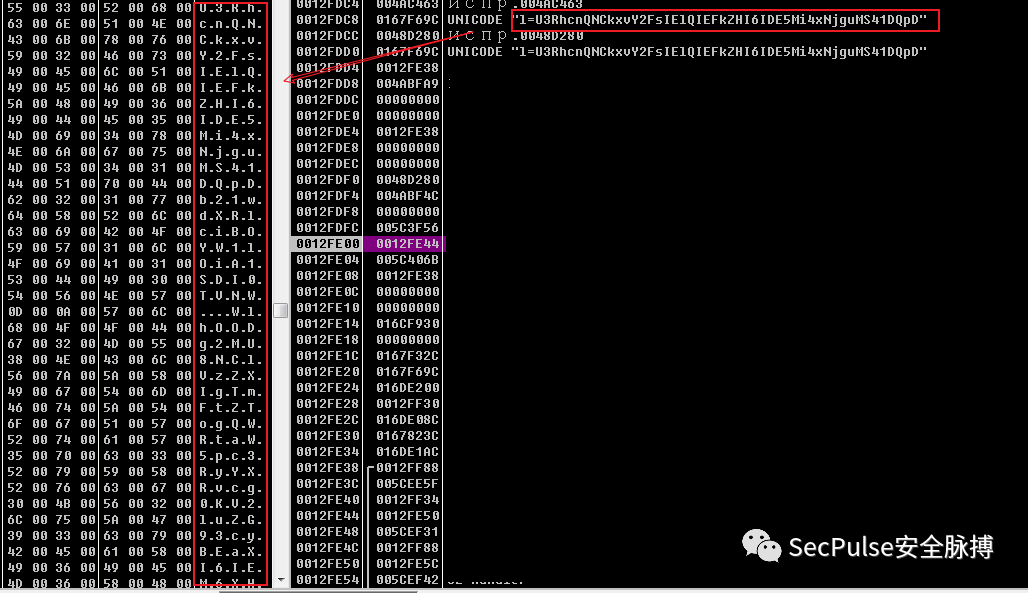 55 00 33 00 52 00 68 00 U.3.R.h.
63 00 6E 00 51 00 4E 00 c.n.Q.N.
43 00 6B 00 78 00 76 00 C.k.x.v.
59 00 32 00 46 00 73 00 Y.2.F.s.
49 00 45 00 6C 00 51 00 I.E.l.Q.
49 00 45 00 46 00 6B 00 I.E.F.k.
5A 00 48 00 49 00 36 00 Z.H.I.6.
49 00 44 00 45 00 35 00 I.D.E.5.
4D 00 69 00 34 00 78 00 M.i.4.x.
4E 00 6A 00 67 00 75 00 N.j.g.u.
4D 00 53 00 34 00 31 00 M.S.4.1.
44 00 51 00 70 00 44 00 D.Q.p.D.
62 00 32 00 31 00 77 00 b.2.1.w.
64 00 58 00 52 00 6C 00 d.X.R.l.
63 00 69 00 42 00 4F 00 c.i.B.O.
59 00 57 00 31 00 6C 00 Y.W.1.l.
4F 00 69 00 41 00 31 00 O.i.A.1.
53 00 44 00 49 00 30 00 S.D.I.0.
54 00 56 00 4E 00 57 00 T.V.N.W.
0D 00 0A 00 57 00 6C 00 ....W.l.
68 00 4F 00 4F 00 44 00 h.O.O.D.
67 00 32 00 4D 00 55 00 g.2.M.U.
38 00 4E 00 43 00 6C 00 8.N.C.l.
56 00 7A 00 5A 00 58 00 V.z.Z.X.
49 00 67 00 54 00 6D 00 I.g.T.m.
46 00 74 00 5A 00 54 00 F.t.Z.T.
6F 00 67 00 51 00 57 00 o.g.Q.W.
52 00 74 00 61 00 57 00 R.t.a.W.
35 00 70 00 63 00 33 00 5.p.c.3.
52 00 79 00 59 00 58 00 R.y.Y.X.
52 00 76 00 63 00 67 00 R.v.c.g.
30 00 4B 00 56 00 32 00 0.K.V.2.
6C 00 75 00 5A 00 47 00 l.u.Z.G.
39 00 33 00 63 00 79 00 9.3.c.y.
42 00 45 00 61 00 58 00 B.E.a.X.
49 00 36 00 49 00 45 00 I.6.I.E.
4D 00 36 00 58 00 48 00 M.6.X.H.
0012FDC4 004AC463 Испр.004AC463
0012FDC8 0167F69C UNICODE "l=U3RhcnQNCkxvY2FsIElQIEFkZHI6IDE5Mi4xNjguMS41DQpD"
0012FDCC 0048D280 Испр.0048D280
0012FDD0 0167F69C UNICODE "l=U3RhcnQNCkxvY2FsIElQIEFkZHI6IDE5Mi4xNjguMS41DQpD"
0012FDD4 0012FE38
0012FDD8 004ABFA9
0012FDDC 00000000
0012FDE0 00000000
0012FDE4 0012FE38
0012FDE8 00000000
0012FDEC 00000000
0012FDF0 0048D280
0012FDF4 004ABF4C
0012FDF8 00000000
0012FDFC 005C3F56
0012FE00 0012FE44
0012FE04 005C406B
0012FE08 0012FE38
0012FE0C 00000000
0012FE10 00000000
0012FE14 016CF930
0012FE18 00000000
0012FE1C 0167F32C
0012FE20 0167F69C
0012FE24 016DE200
0012FE28 0012FF30
0012FE2C 016DE08C
0012FE30 0167823C
0012FE34 016DE1AC
0012FE38 0012FF88
0012FE3C 005CEE5F
0012FE40 0012FF34
0012FE44 0012FE50
0012FE48 005CEF31
0012FE4C 0012FF88
0012FE50 0012FE5C
0012FE54 005CEF42
SecPulse安全脉搏